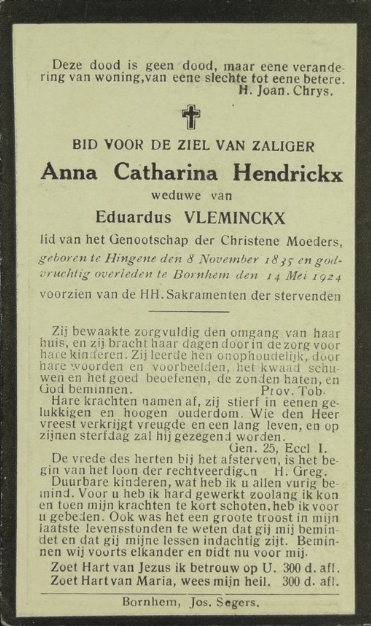 Deze dood is geen dood, maar eene verande-
ring van woning, van eene slechte tot eene betere.
H. Joan. Chrys.
BID VOOR DE ZIEL VAN ZALIGER
Anna Catharina Hendrickx
weduwe van
Eduardus VLEMINCKX
lid van het Genootschap der Christene Moeders,
geboren te Hingene den 8 November 1835 en god-
vruchtig overleden te Bornhem den 14 Mei 1924
voorzien van de HH. Sakramenten der stervenden
Zij bewaakte zorgvuldig den omgang van haar
huis, en zij bracht haar dagen door in de zorg voor
hare kinderen. Zij leerde hen onophoudelijk, door
hare woorden en voorbeelden, het kwaad schu-
wen en het goed beoefenen, de zonden haten, en
God beminnen. Prov. Tob.
Hare krachten namen af, zij stierf in eenen ge-
lukkigen en hoogen ouderdom. Wie den Heer
vreest verkrijgt vreugde en een lang leven, en op
zijnen sterfdag zal hij gezegend worden.
Gen. 25, Eccl I.
De vrede des herten bij het afsterven, is het be-
gin van het loon der rechtveerdigen H. Greg.
Duurbare kinderen, wat heb ik u allen vurig be-
mind. Voor u heb ik hard gewerkt zoolang ik kon
en toen mijn krachten te kort schoten, heb ik voor
u gebeden. Ook was het een groote troost in mijn
laatste levensstonden te weten dat gij mij bemin-
det en dat gij mijne lessen indachtig zijt. Bemin-
nen wij voorts elkander en bidt nu voor mij.
Zoet Hart van Jezus ik betrouw op U. 300 d. afl.
Zoet Hart van Maria, wees mijn heil. 300 d. afl.
Bornhem, Jos. Segers.